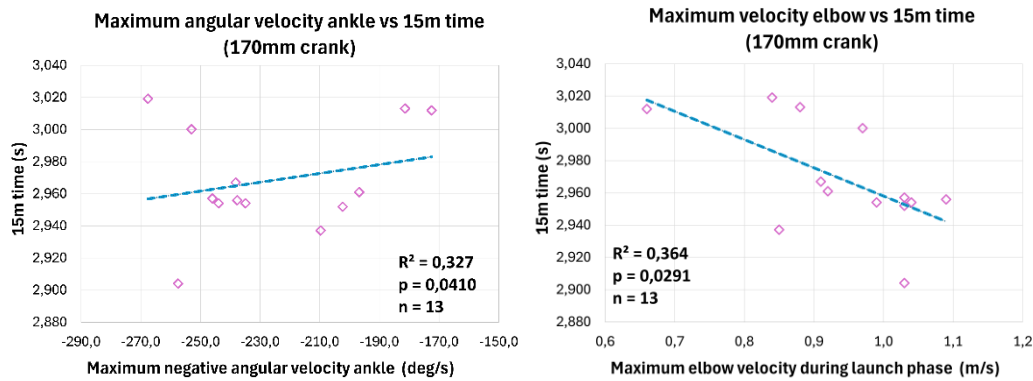 Maximum angular velocity ankle vs 15m time
(170mm crank)
3,040
3,020
3,000
2,980
2,960
2,940
2,920
2,900
2,880
15m time (s)
R² = 0,327
p = 0,0410
n = 13
-290,0 -270,0 -250,0 -230,0 -210,0 -190,0 -170,0 -150,0
Maximum negative angular velocity ankle (deg/s)
Maximum velocity elbow vs 15m time
(170mm crank)
3,040
3,020
3,000
2,980
2,960
2,940
2,920
2,900
2,880
15m time (s)
R² = 0,364
p = 0,0291
n = 13
0,6 0,7 0,8 0,9 1,0 1,1 1,2
Maximum elbow velocity during launch phase (m/s)